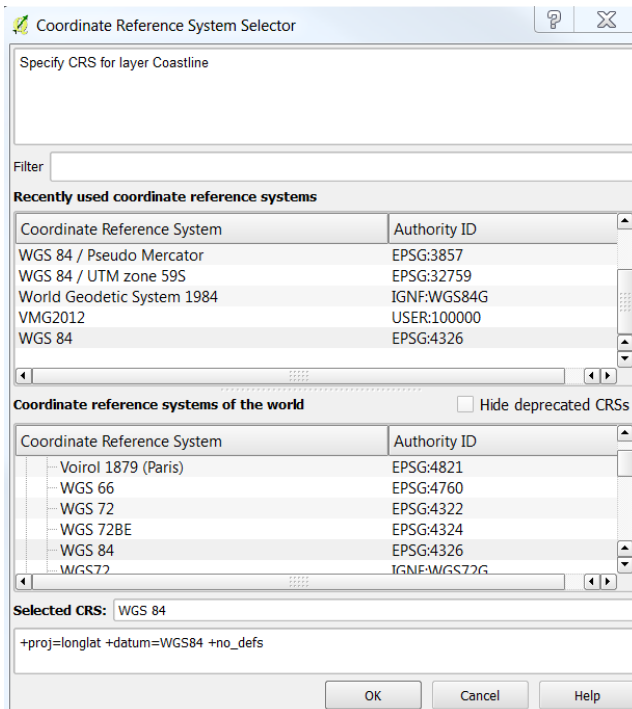 Coordinate Reference System Selector
Specify CRS for layer Coastline
Filter
Recently used coordinate reference systems
Coordinate Reference System Authority ID
WGS 84 / Pseudo Mercator EPSG:3857
WGS 84 / UTM zone 59S EPSG:32759
World Geodetic System 1984 IGNF:WGS84G
VMG2012 USER:100000
WGS 84 EPSG:4326
Coordinate reference systems of the world Hide deprecated CRSs
Coordinate Reference System Authority ID
Voirol 1879 (Paris) EPSG:4821
WGS 66 EPSG:4760
WGS 72 EPSG:4322
WGS 72BE EPSG:4324
WGS 84 EPSG:4326
WGS72 IGNF:WGS72G
Selected CRS: WGS 84
+proj=longlat +datum=WGS84 +no_defs
OK Cancel Help